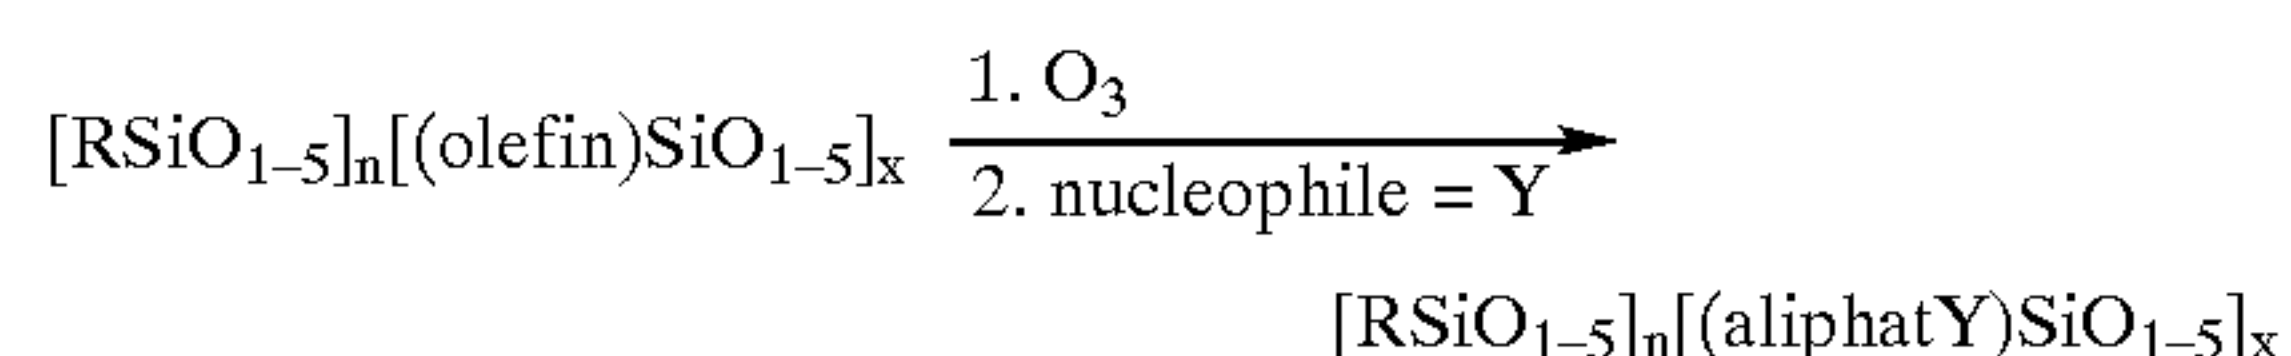 1. O₃
[RSiO₁₋₅]ₙ[(olefin)SiO₁₋₅]ₓ
2. nucleophile = Y
[RSiO₁₋₅]ₙ[(aliphatY)SiO₁₋₅]ₓ